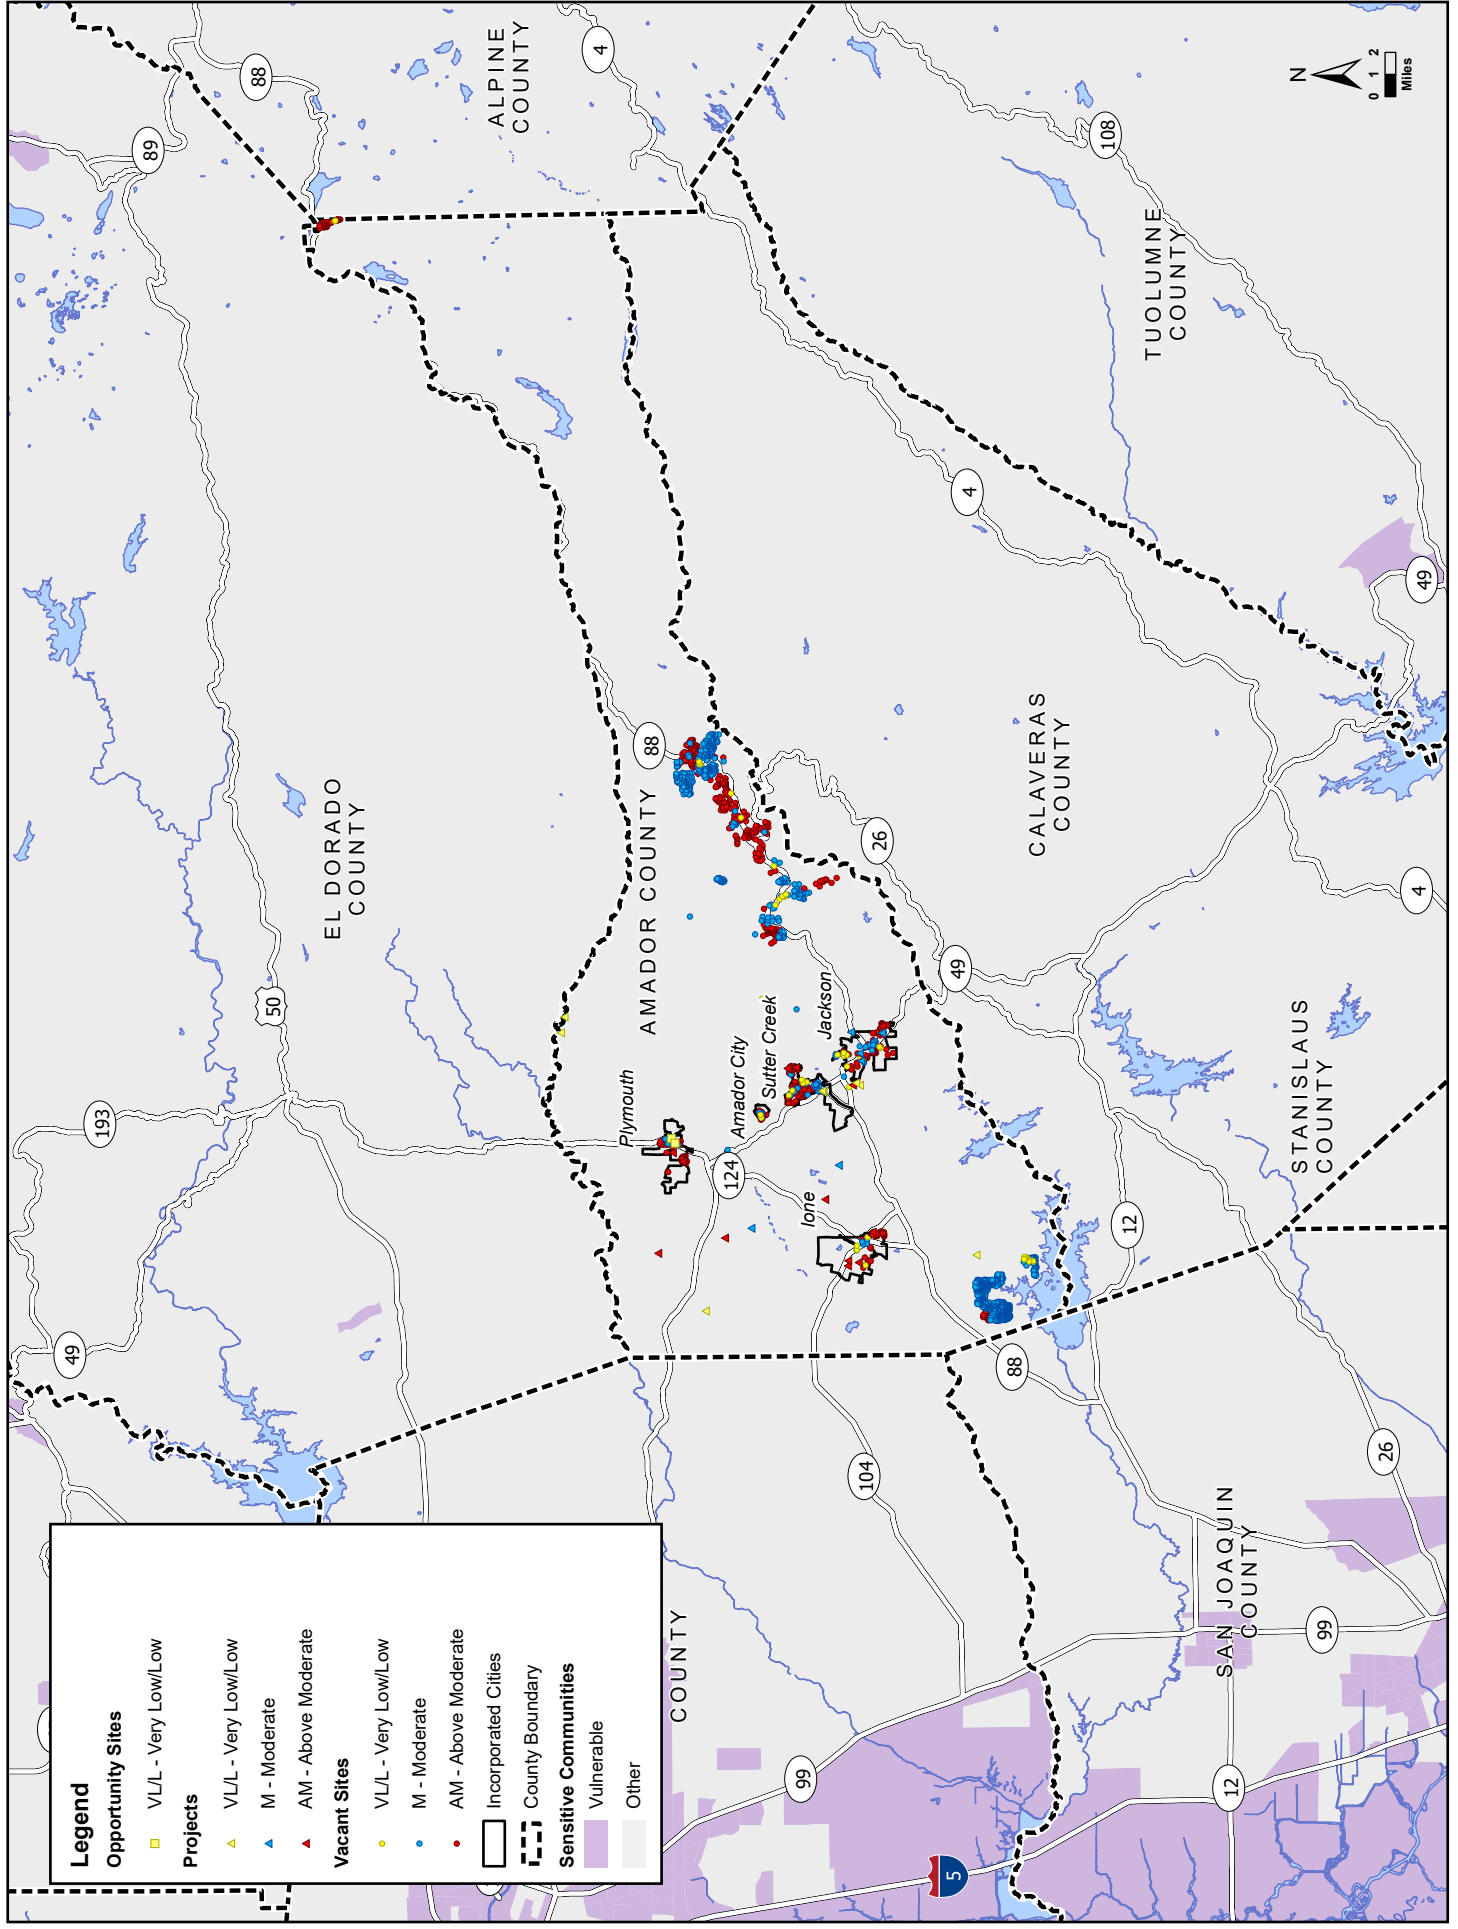 Legend
Opportunity Sites
VL/L - Very Low/Low
Projects
VL/L - Very Low/Low
M - Moderate
AM - Above Moderate
Vacant Sites
VL/L - Very Low/Low
M - Moderate
AM - Above Moderate
Incorporated Cities
County Boundary
Sensitive Communities
Vulnerable
Other
EL DORADO
COUNTY
ALPINE
COUNTY
AMADOR COUNTY
CALAVERAS
COUNTY
TUOLUMNE
COUNTY
STANISLAUS
COUNTY
SAN JOAQUIN
COUNTY
COUNTY
Plymouth
Amador City
Sutter Creek
Jackson
Ione
49
193
50
89
88
4
88
124
104
26
49
4
108
49
4
12
88
26
99
99
12
5
N
0 1 2
Miles